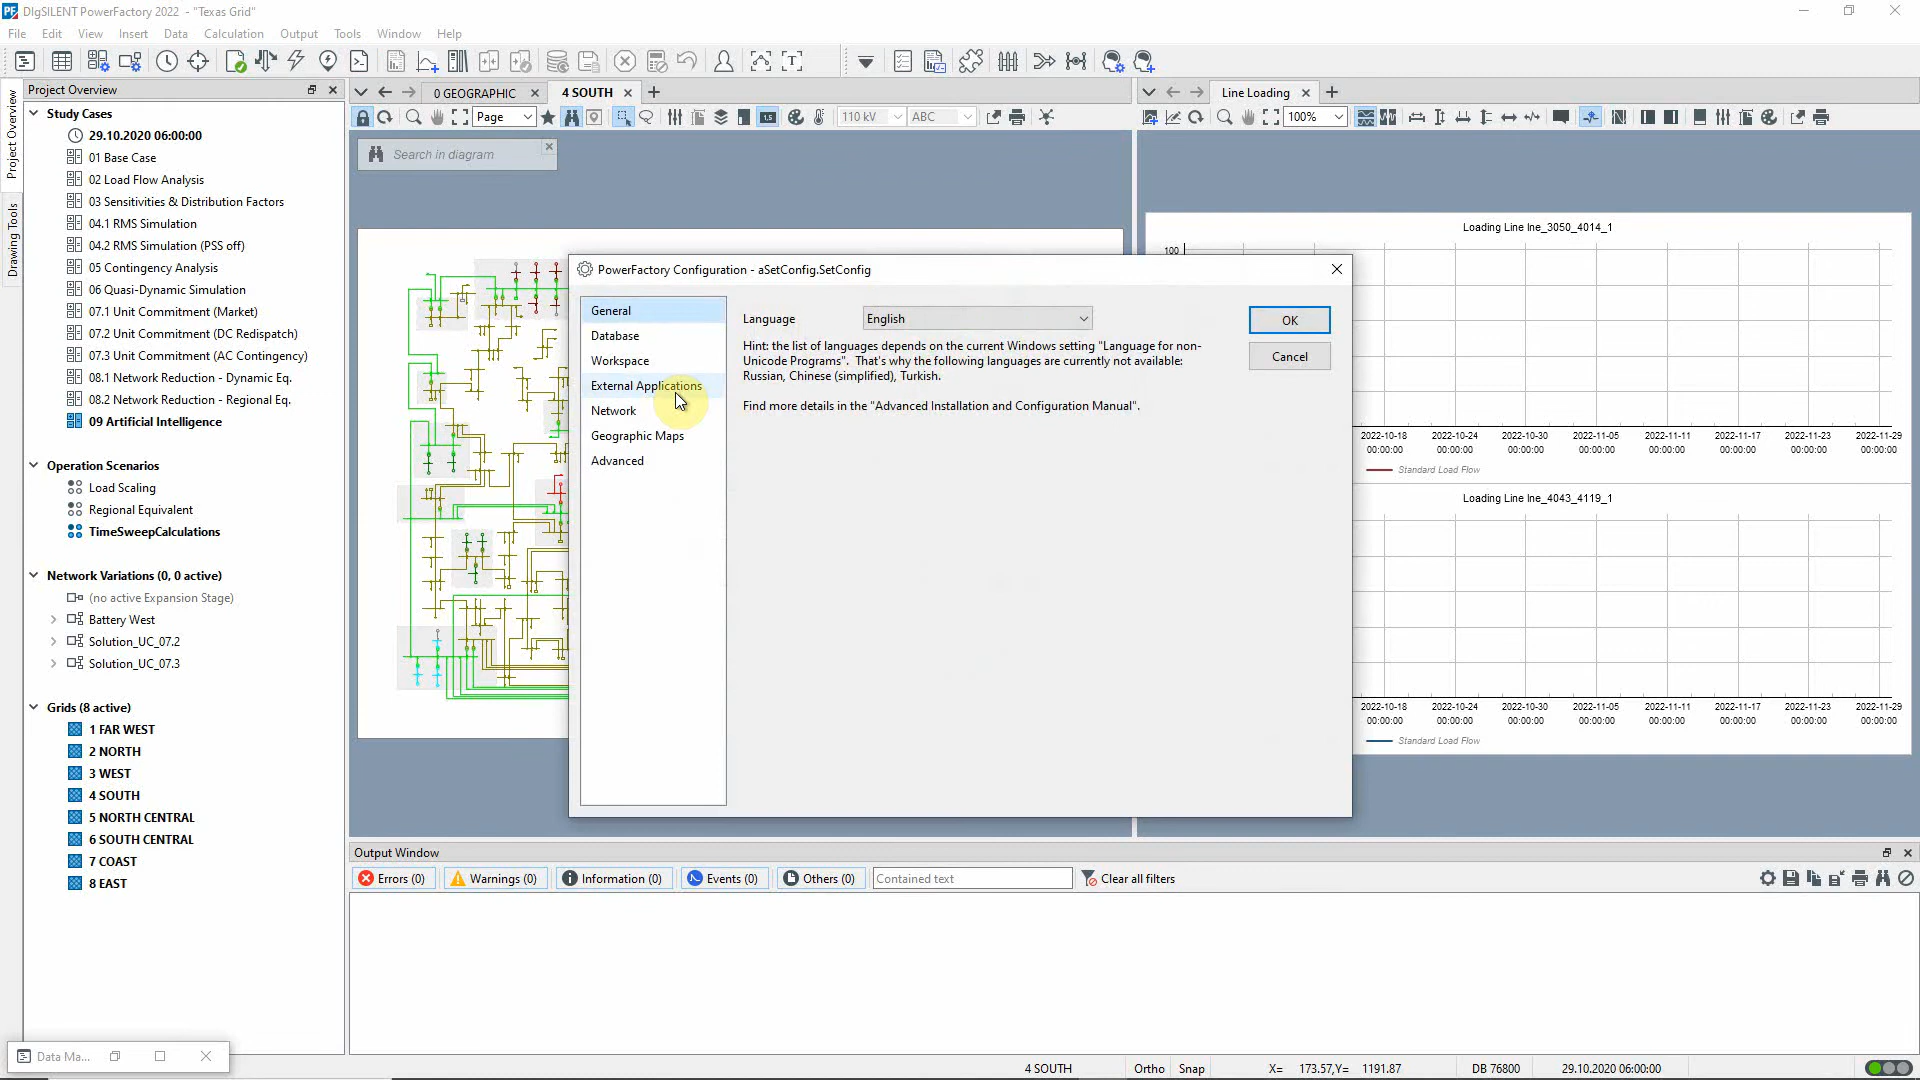 DIgSILENT PowerFactory 2022 - "Texas Grid"
File Edit View Insert Data Calculation Output Tools Window Help
Project Overview
Project Overview
Drawing Tools
Study Cases
29.10.2020 06:00:00
01 Base Case
02 Load Flow Analysis
03 Sensitivities & Distribution Factors
04.1 RMS Simulation
04.2 RMS Simulation (PSS off)
05 Contingency Analysis
06 Quasi-Dynamic Simulation
07.1 Unit Commitment (Market)
07.2 Unit Commitment (DC Redispatch)
07.3 Unit Commitment (AC Contingency)
08.1 Network Reduction - Dynamic Eq.
08.2 Network Reduction - Regional Eq.
09 Artificial Intelligence
Operation Scenarios
Load Scaling
Regional Equivalent
TimeSweepCalculations
Network Variations (0, 0 active)
(no active Expansion Stage)
Battery West
Solution_UC_07.2
Solution_UC_07.3
Grids (8 active)
1 FAR WEST
2 NORTH
3 WEST
4 SOUTH
5 NORTH CENTRAL
6 SOUTH CENTRAL
7 COAST
8 EAST
Data Ma...
0 GEOGRAPHIC
4 SOUTH
Page
110 kV
ABC
Search in diagram
Line Loading
100%
Loading Line lne_3050_4014_1
100
2022-10-18 2022-10-24 2022-10-30 2022-11-05 2022-11-11 2022-11-17 2022-11-23 2022-11-29
00:00:00 00:00:00 00:00:00 00:00:00 00:00:00 00:00:00 00:00:00 00:00:00
Standard Load Flow
Loading Line lne_4043_4119_1
2022-10-18 2022-10-24 2022-10-30 2022-11-05 2022-11-11 2022-11-17 2022-11-23 2022-11-29
00:00:00 00:00:00 00:00:00 00:00:00 00:00:00 00:00:00 00:00:00 00:00:00
Standard Load Flow
PowerFactory Configuration - aSetConfig.SetConfig
General
Database
Workspace
External Applications
Network
Geographic Maps
Advanced
Language
English
Hint: the list of languages depends on the current Windows setting "Language for non-
Unicode Programs". That's why the following languages are currently not available:
Russian, Chinese (simplified), Turkish.
Find more details in the "Advanced Installation and Configuration Manual".
OK
Cancel
Output Window
Errors (0) Warnings (0) Information (0) Events (0) Others (0) Contained text Clear all filters
4 SOUTH Ortho Snap X= 173.57,Y= 1191.87 DB 76800 29.10.2020 06:00:00